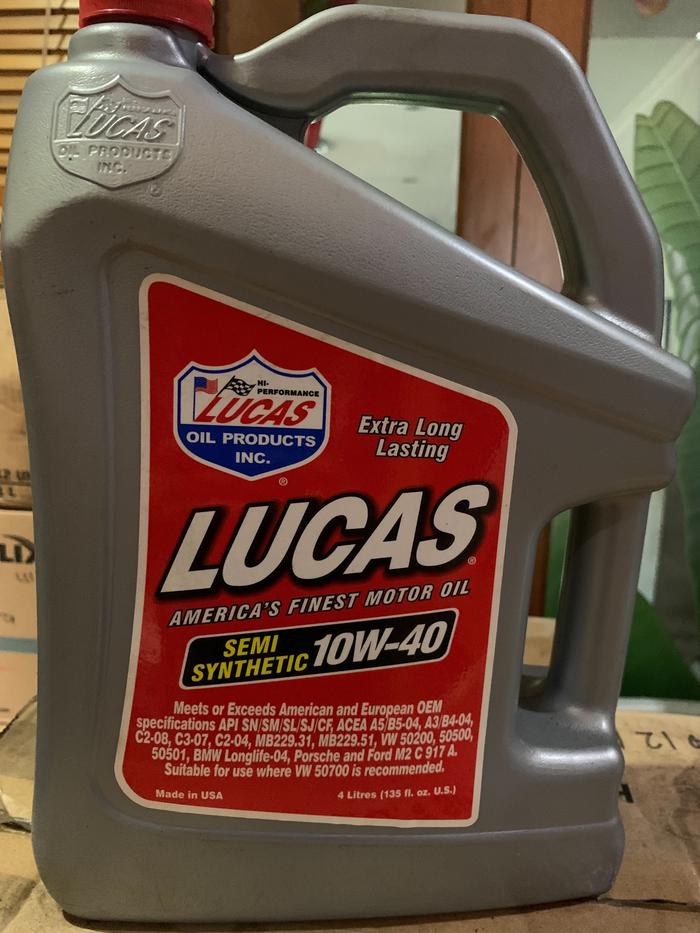 LUCAS
OIL PRODUCTS
INC.
®
HI-
PERFORMANCE
LUCAS
OIL PRODUCTS
INC.
®
Extra Long
Lasting
LUCAS®
AMERICA'S FINEST MOTOR OIL
SEMI
SYNTHETIC 10W-40
Meets or Exceeds American and European OEM
specifications API SN/SM/SL/SJ/CF, ACEA A5/B5-04, A3/B4-04,
C2-08, C3-07, C2-04, MB229.31, MB229.51, VW 50200, 50500,
50501, BMW Longlife-04, Porsche and Ford M2 C 917 A.
Suitable for use where VW 50700 is recommended.
Made in USA
4 Litres (135 fl. oz. U.S.)